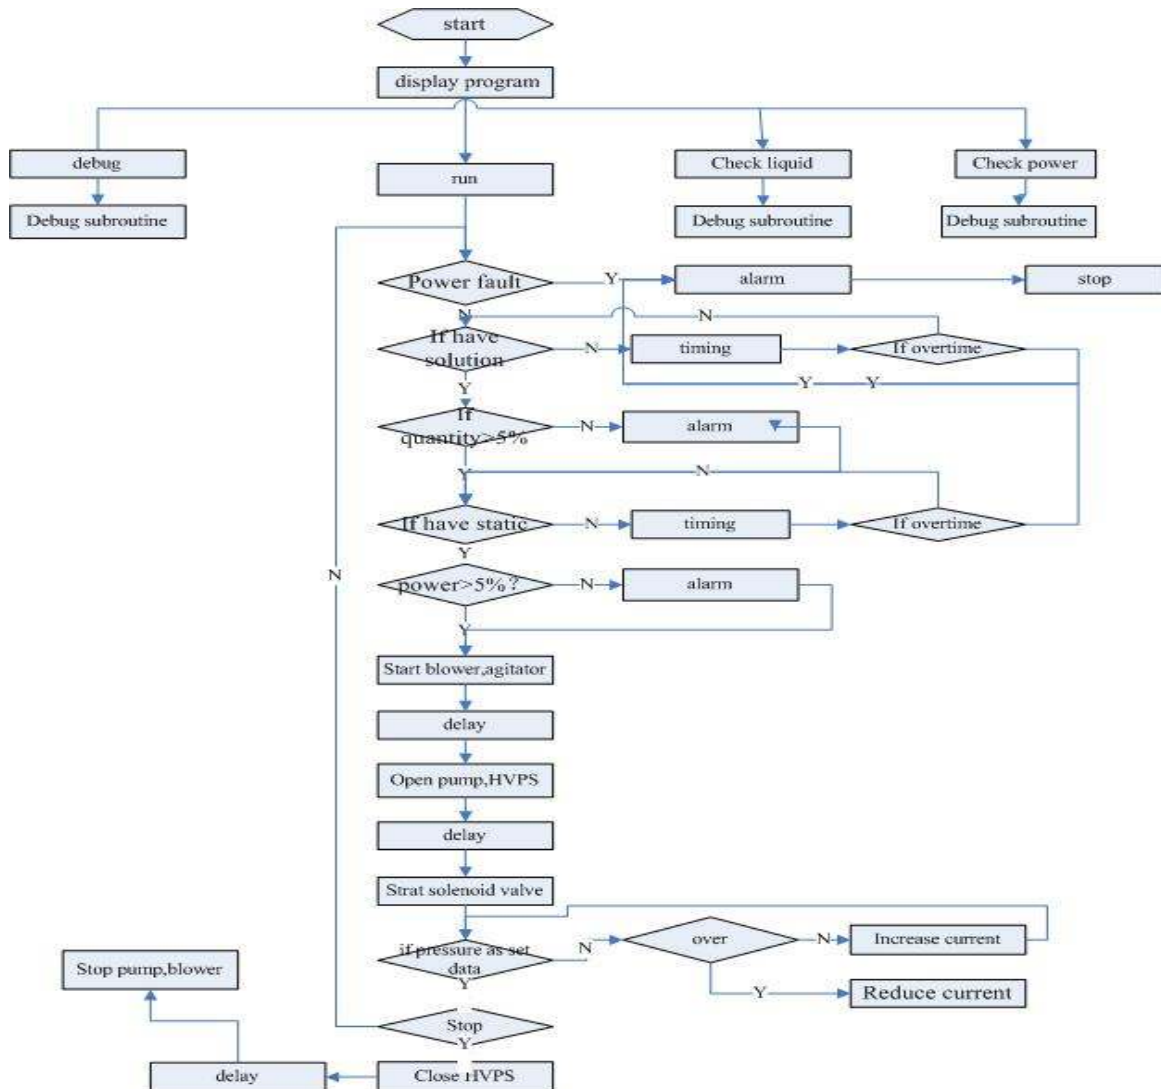 start
display program
debug
run
Check liquid
Check power
Debug subroutine
Debug subroutine
Debug subroutine
Power fault
Y
alarm
stop
N
N
If have
solution
N
timing
If overtime
Y
Y
Y
If
quantity>5%
N
alarm
Y
N
If have static
N
timing
If overtime
Y
N
power>5%?
N
alarm
Y
Start blower,agitator
delay
Open pump,HVPS
delay
Strat solenoid valve
if pressure as set
data
N
over
N
Increase current
Y
Y
Reduce current
Stop pump,blower
Stop
Y
delay
Close HVPS